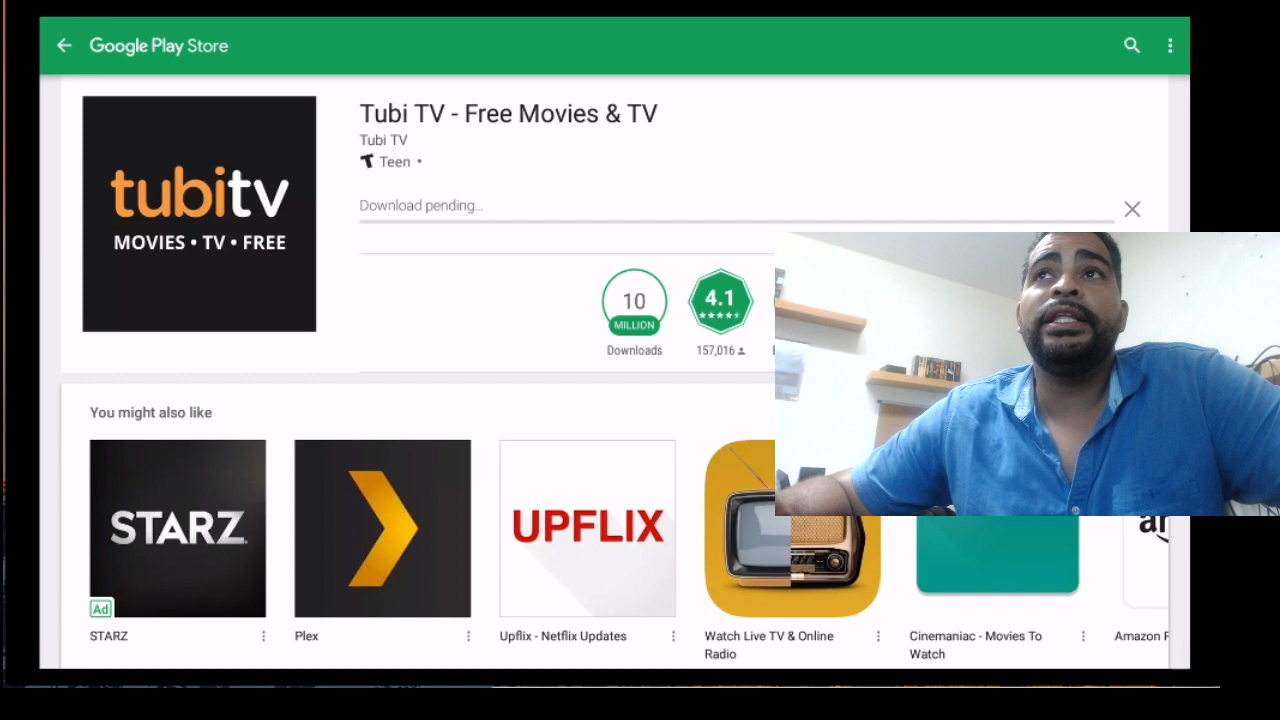 Google Play Store
Tubi TV - Free Movies & TV
Tubi TV
Teen •
Download pending...
tubitv
MOVIES • TV • FREE
10
MILLION
Downloads
4.1
157,016
You might also like
STARZ
Ad
UPFLIX
STARZ
Plex
Upflix - Netflix Updates
Watch Live TV & Online
Radio
Cinemaniac - Movies To
Watch
Amazon